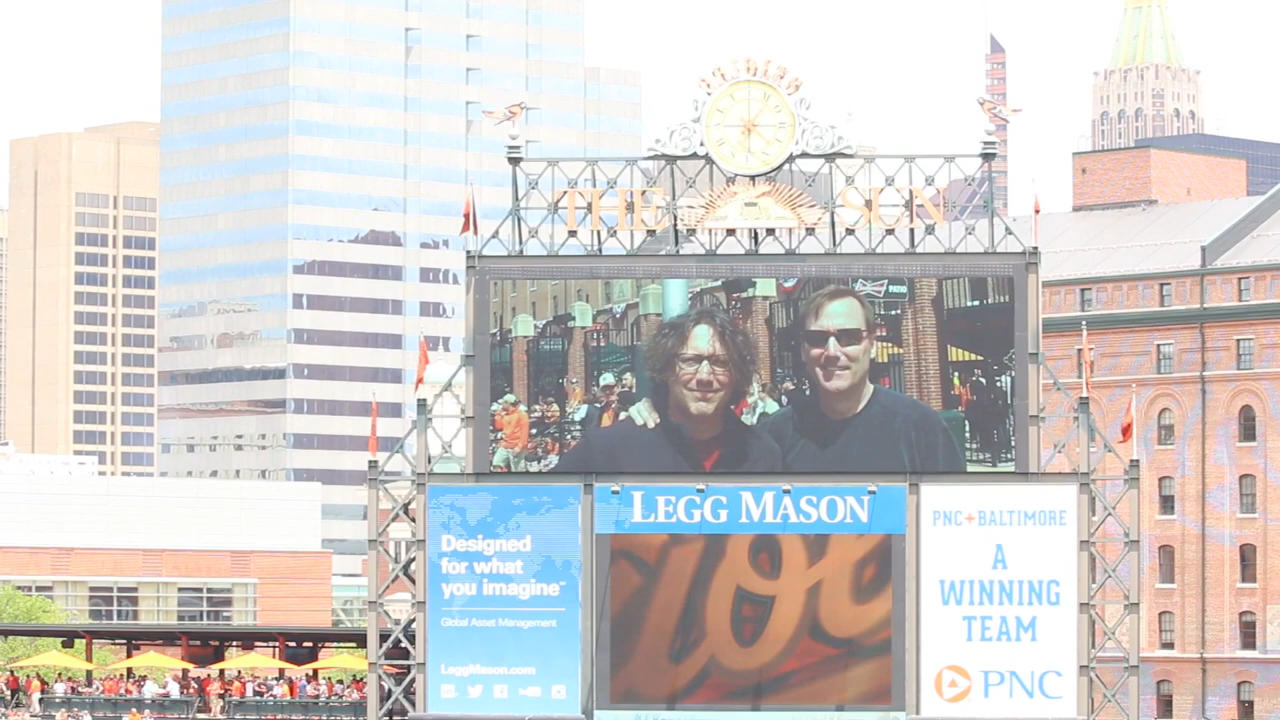 THE SUN
PATIO
LEGG MASON
Designed
for what
you imagine
Global Asset Management
LeggMason.com
PNC+BALTIMORE
A
WINNING
TEAM
PNC